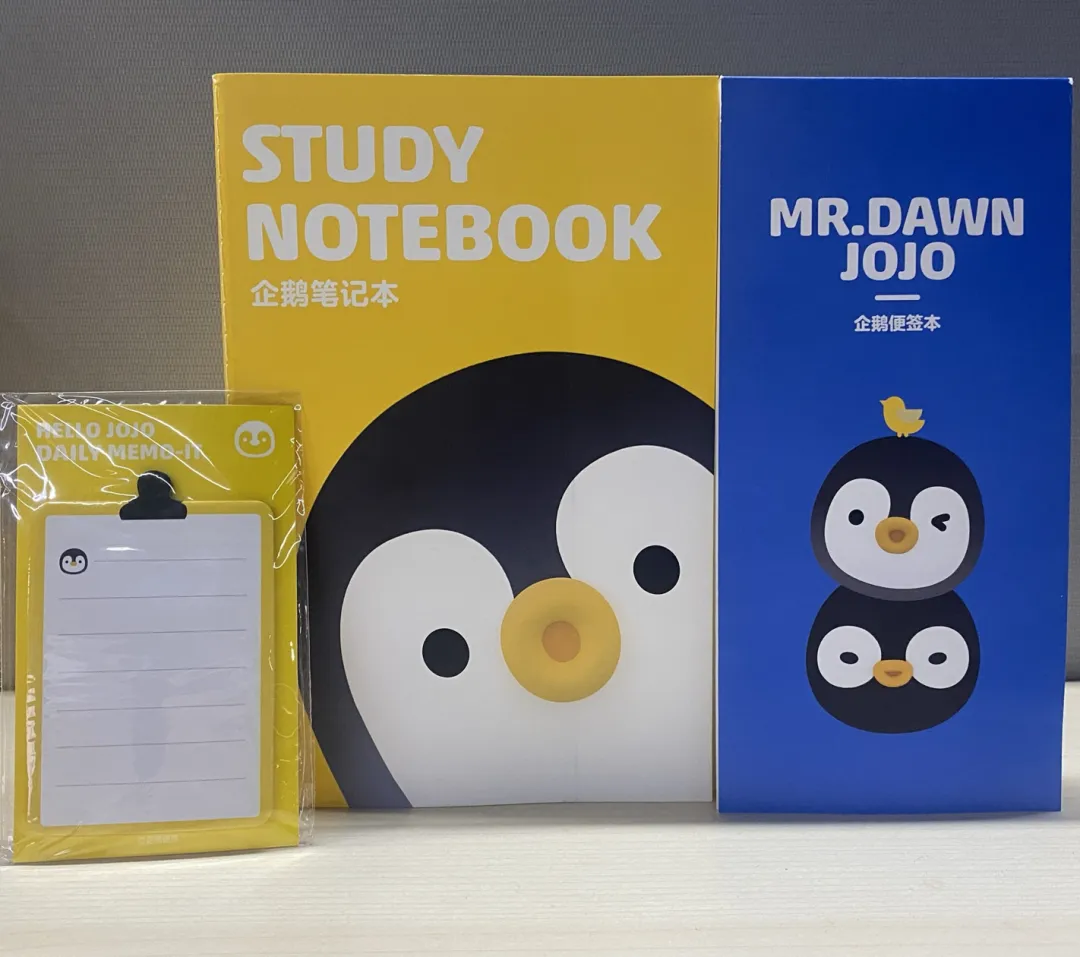 STUDY
NOTEBOOK
企鹅笔记本
MR.DAWN
JOJO
企鹅便签本
HELLO JOJO
DAILY MEMO-IT